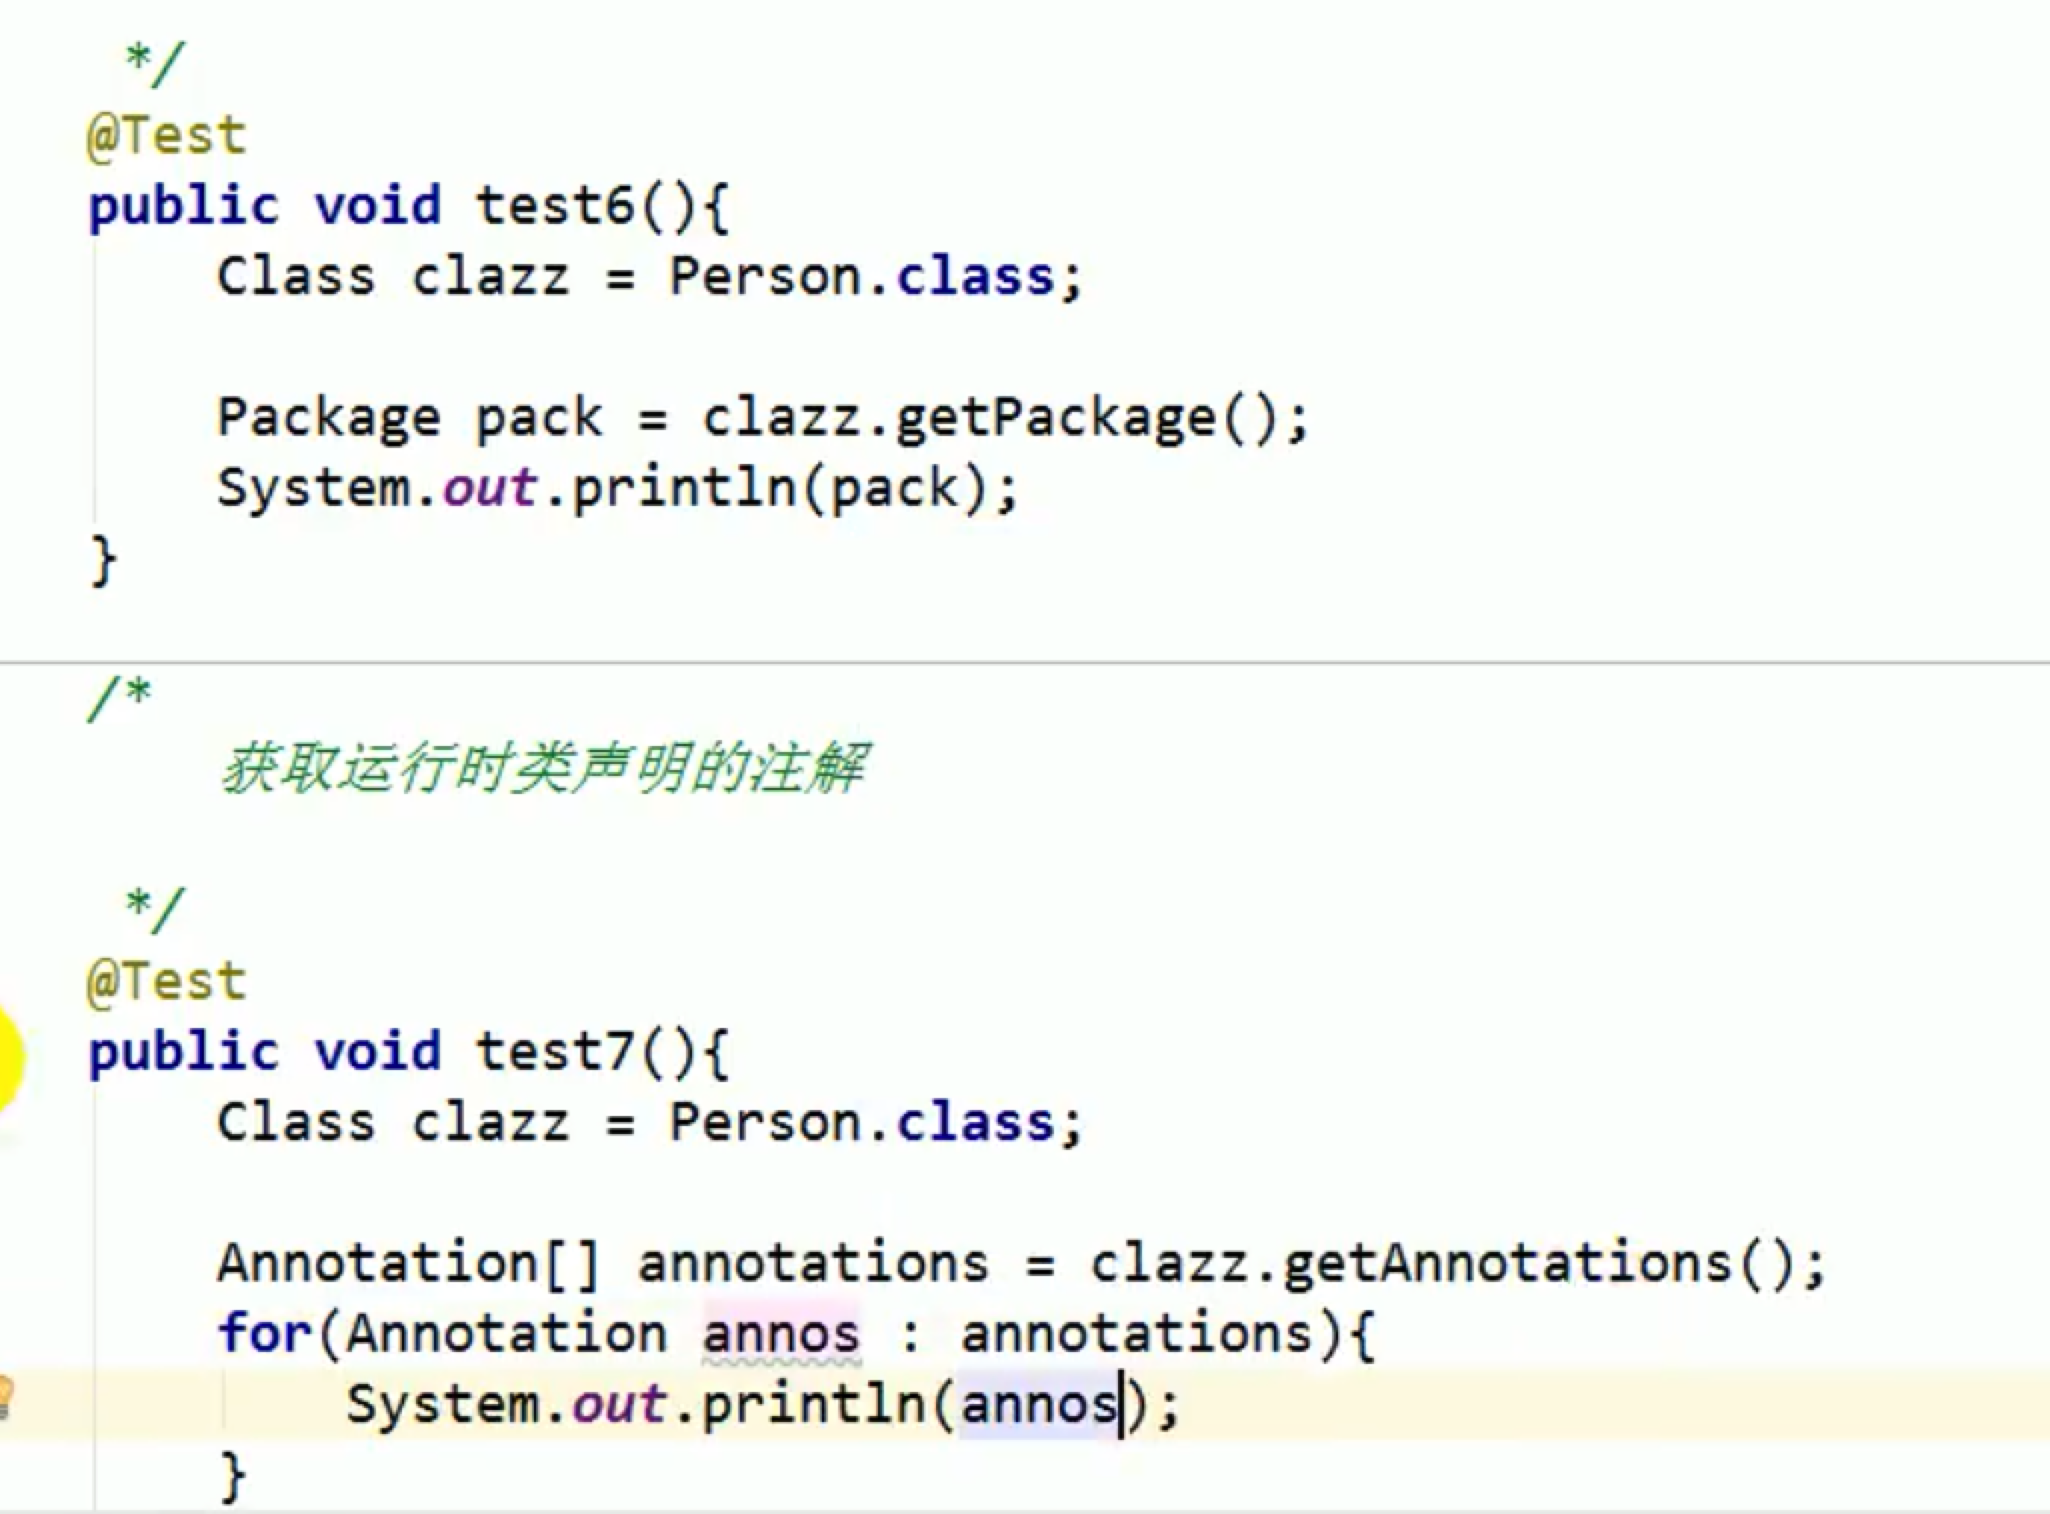 */
@Test
public void test6(){
Class clazz = Person.class;
Package pack = clazz.getPackage();
System.out.println(pack);
}
/*
获取运行时类声明的注解
*/
@Test
public void test7(){
Class clazz = Person.class;
Annotation[] annotations = clazz.getAnnotations();
for(Annotation annos : annotations){
System.out.println(annos);
}